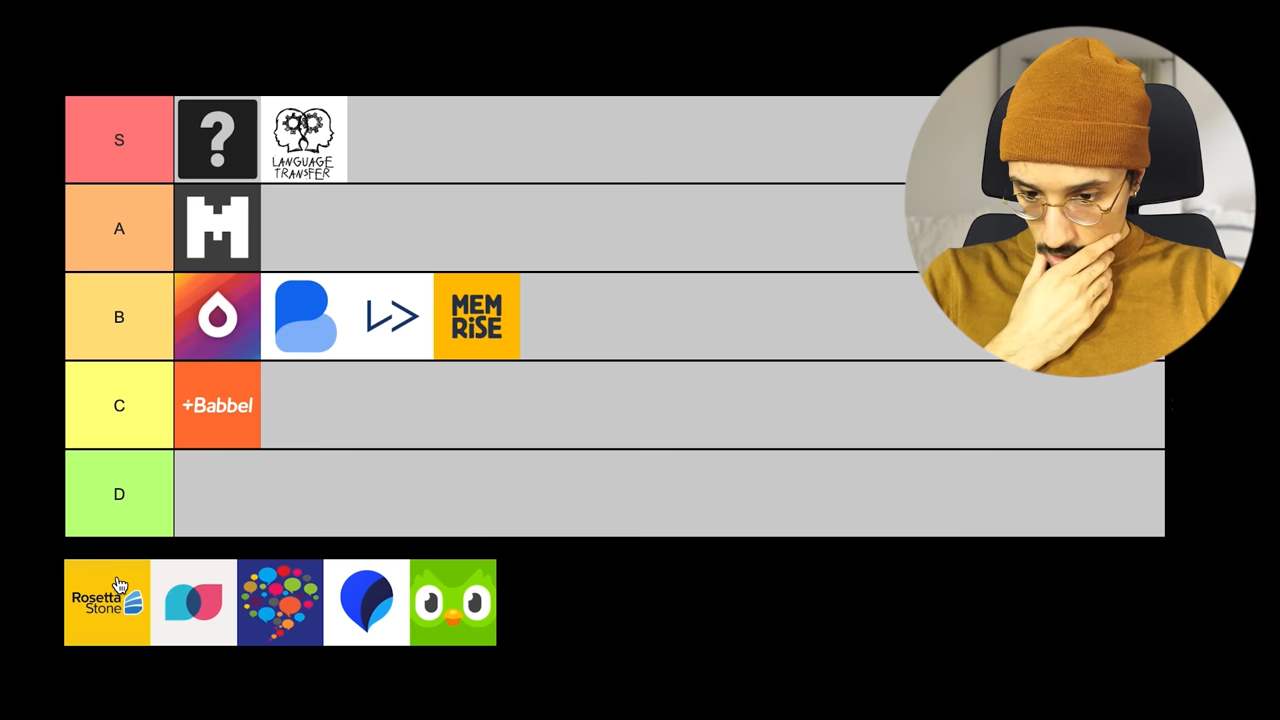 S
?
LANGUAGE
TRANSFER
A
M
B
MEM
RiSE
C
+Babbel
D
Rosetta
Stone